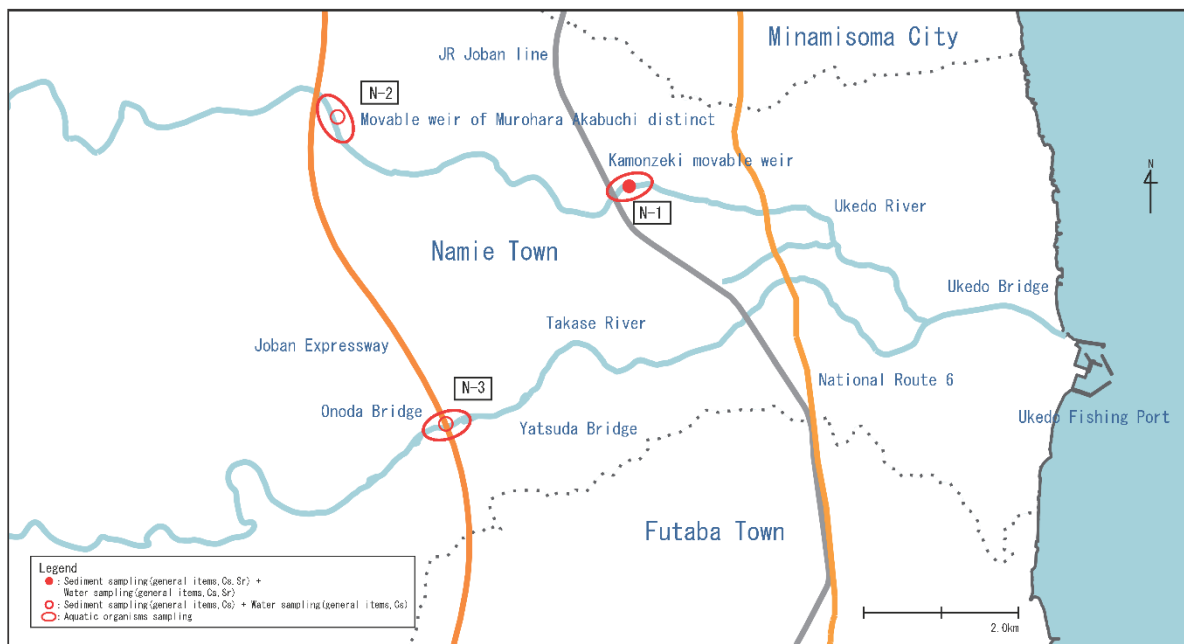 Minamisoma City
JR Joban line
N-2
Movable weir of Murohara Akabuchi distinct
Kamonzeki movable weir
N
N-1
Ukedo River
Namie Town
Ukedo Bridge
Takase River
Joban Expressway
National Route 6
N-3
Onoda Bridge
Yatsuda Bridge
Ukedo Fishing Port
Futaba Town
Legend
: Sediment sampling(general items,Cs,Sr) +
Water sampling(general items,Cs,Sr)
: Sediment sampling(general items,Cs) + Water sampling(general items,Cs)
: Aquatic organisms sampling
2.0km